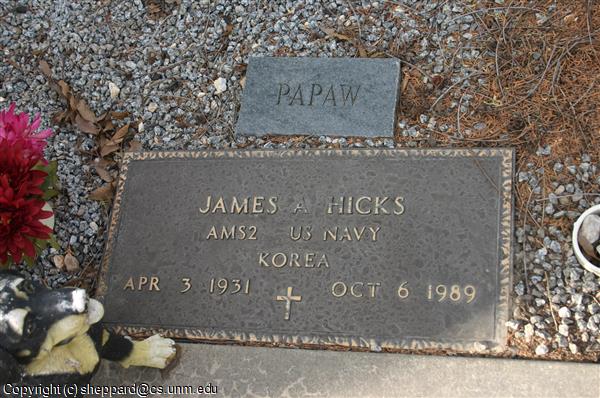 PAPAW
JAMES A HICKS
AMS2 US NAVY
KOREA
APR 3 1931 OCT 6 1989
Copyright (c) sheppard@cs.unm.edu